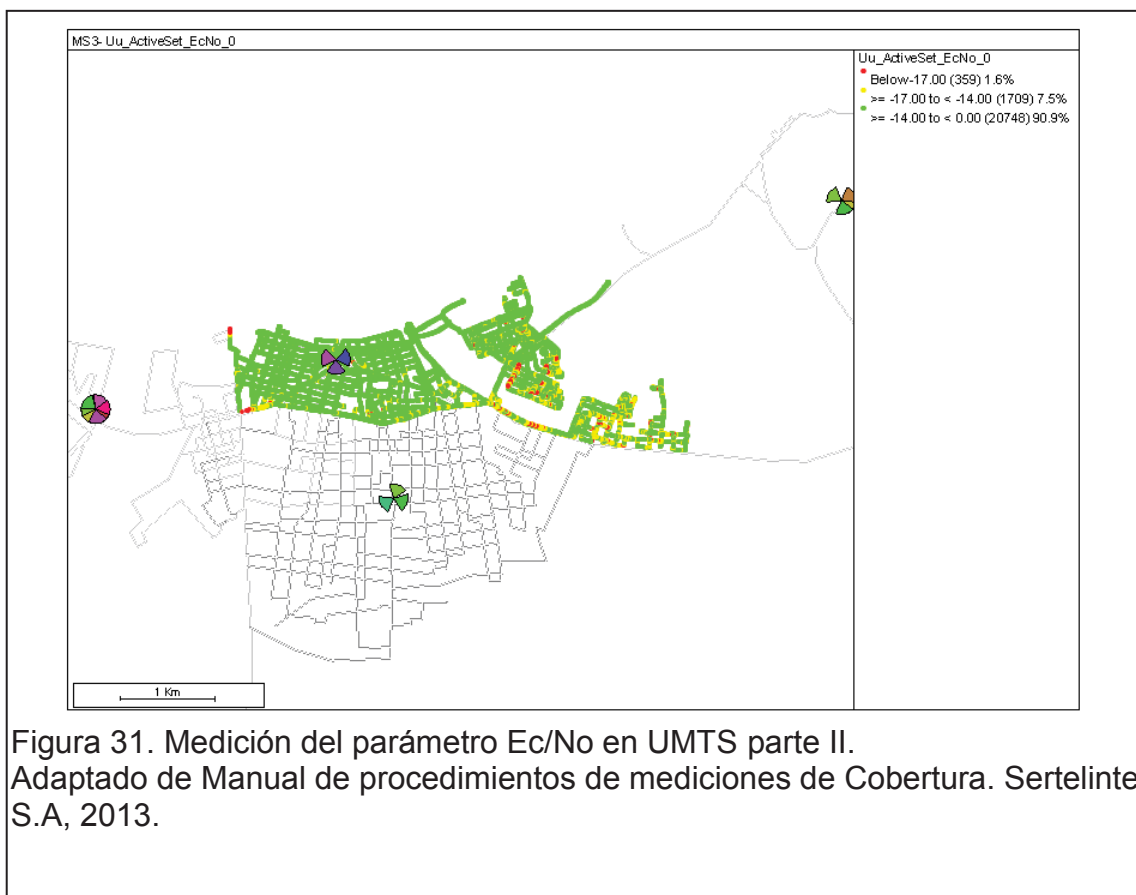 MS3- Uu_ActiveSet_EcNo_0
Uu_ActiveSet_EcNo_0
Below-17.00 (359) 1.6%
>= -17.00 to < -14.00 (1709) 7.5%
>= -14.00 to < 0.00 (20748) 90.9%
1 Km
Figura 31. Medición del parámetro Ec/No en UMTS parte II.
Adaptado de Manual de procedimientos de mediciones de Cobertura. Sertelinte
S.A, 2013.